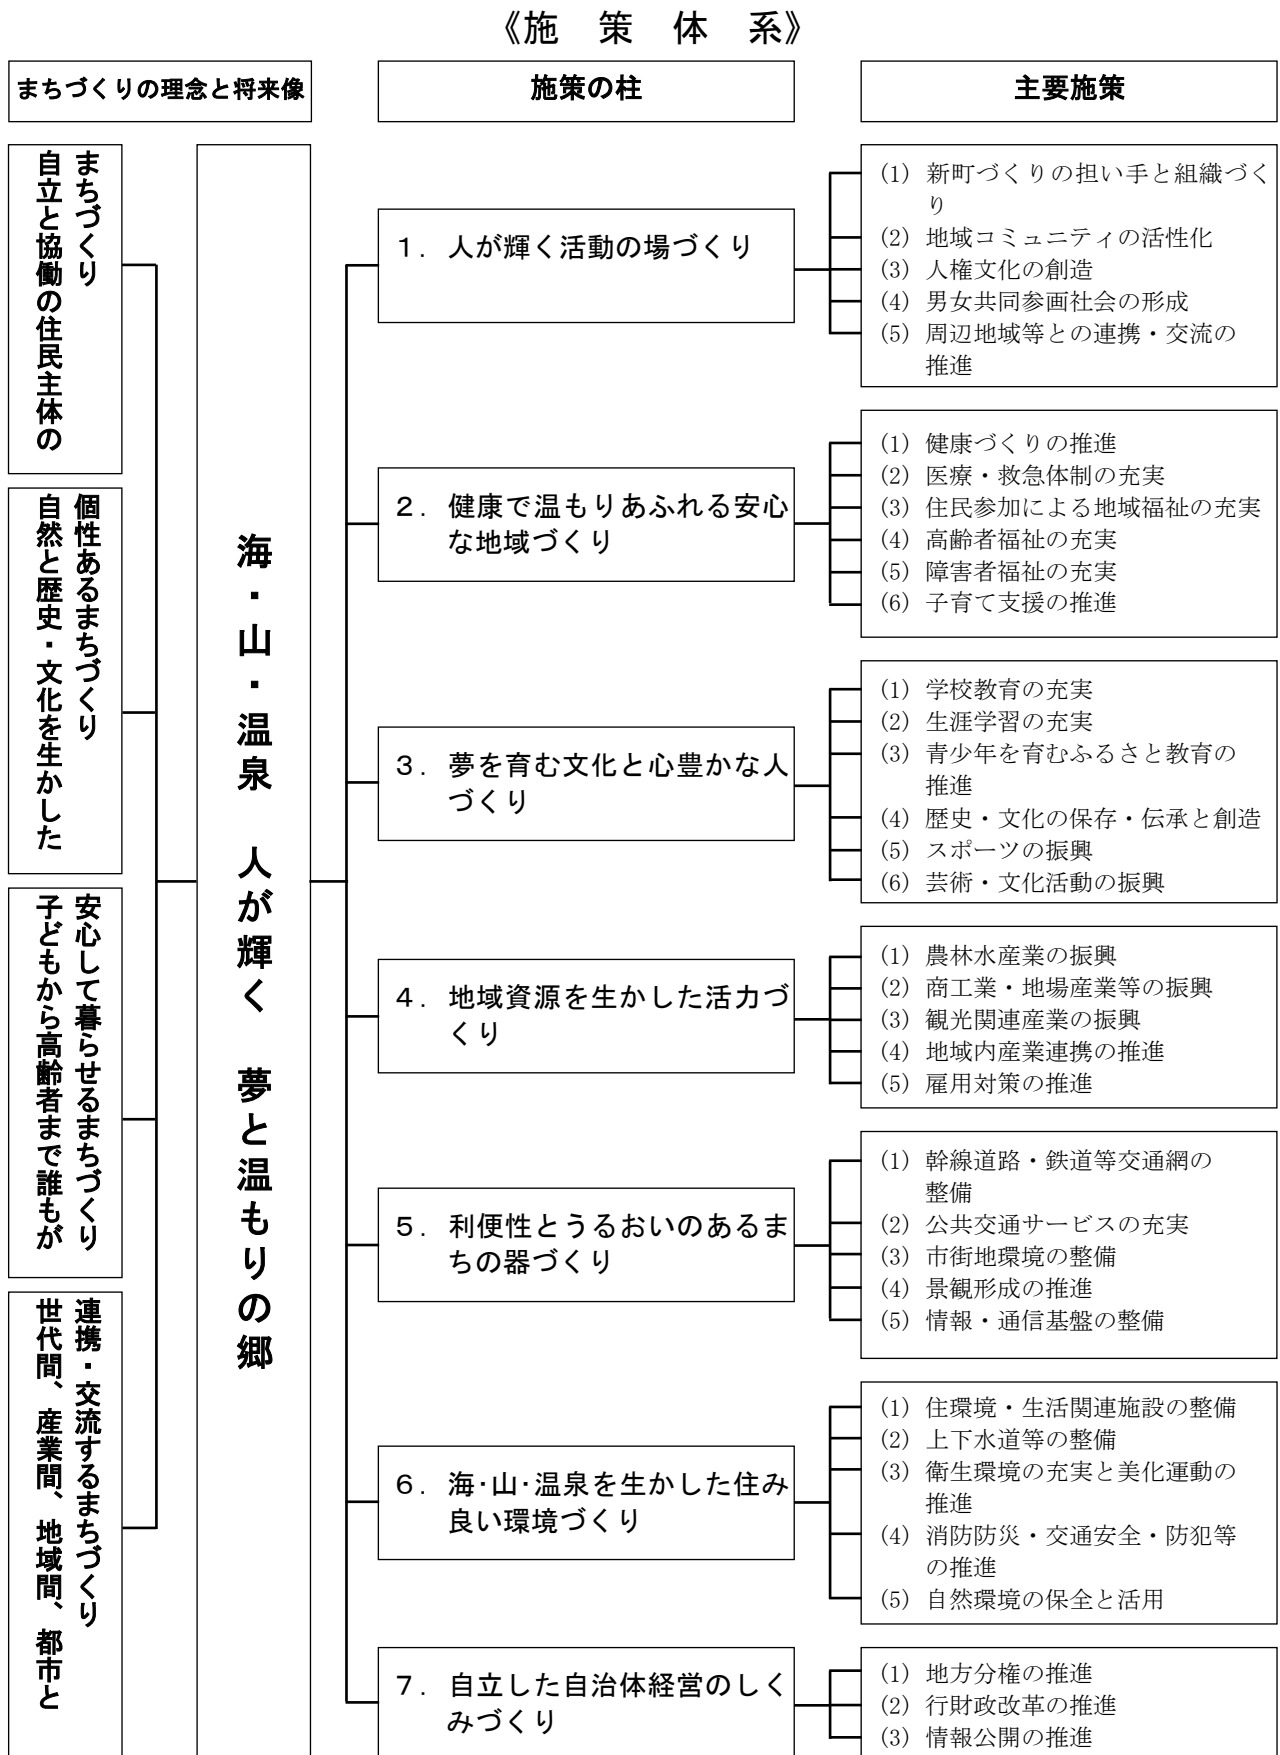 《施　策　体　系》
まちづくりの理念と将来像
施策の柱
主要施策
自立と協働の住民主体の
まちづくり
自然と歴史・文化を生かした
個性あるまちづくり
子どもから高齢者まで誰もが
安心して暮らせるまちづくり
世代間、産業間、地域間、都市と
連携・交流するまちづくり
海・山・温泉　人が輝く　夢と温もりの郷
１．人が輝く活動の場づくり
(1) 新町づくりの担い手と組織づく
り
(2) 地域コミュニティの活性化
(3) 人権文化の創造
(4) 男女共同参画社会の形成
(5) 周辺地域等との連携・交流の
推進
２．健康で温もりあふれる安心
な地域づくり
(1) 健康づくりの推進
(2) 医療・救急体制の充実
(3) 住民参加による地域福祉の充実
(4) 高齢者福祉の充実
(5) 障害者福祉の充実
(6) 子育て支援の推進
３．夢を育む文化と心豊かな人
づくり
(1) 学校教育の充実
(2) 生涯学習の充実
(3) 青少年を育むふるさと教育の
推進
(4) 歴史・文化の保存・伝承と創造
(5) スポーツの振興
(6) 芸術・文化活動の振興
４．地域資源を生かした活力づ
くり
(1) 農林水産業の振興
(2) 商工業・地場産業等の振興
(3) 観光関連産業の振興
(4) 地域内産業連携の推進
(5) 雇用対策の推進
５．利便性とうるおいのあるま
ちの器づくり
(1) 幹線道路・鉄道等交通網の
整備
(2) 公共交通サービスの充実
(3) 市街地環境の整備
(4) 景観形成の推進
(5) 情報・通信基盤の整備
６．海･山･温泉を生かした住み
良い環境づくり
(1) 住環境・生活関連施設の整備
(2) 上下水道等の整備
(3) 衛生環境の充実と美化運動の
推進
(4) 消防防災・交通安全・防犯等
の推進
(5) 自然環境の保全と活用
７．自立した自治体経営のしく
みづくり
(1) 地方分権の推進
(2) 行財政改革の推進
(3) 情報公開の推進